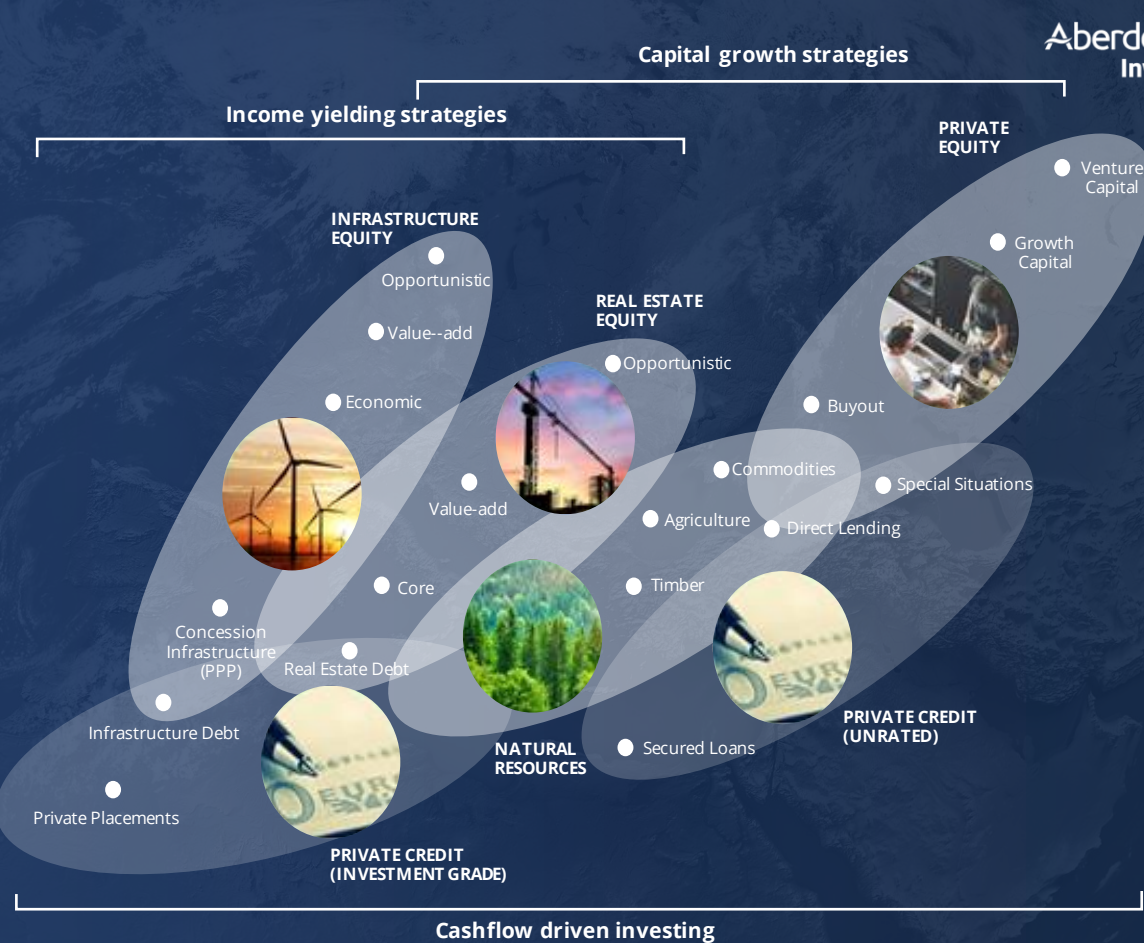 Capital growth strategies
Income yielding strategies
PRIVATE
EQUITY
Venture
Capital
Growth
Capital
INFRASTRUCTURE
EQUITY
Opportunistic
Value--add
Economic
REAL ESTATE
EQUITY
Opportunistic
Buyout
Commodities
Special Situations
Value-add
Agriculture
Direct Lending
Core
Timber
Concession
Infrastructure
(PPP)
Real Estate Debt
Infrastructure Debt
PRIVATE CREDIT
(UNRATED)
NATURAL
RESOURCES
Secured Loans
Private Placements
PRIVATE CREDIT
(INVESTMENT GRADE)
Cashflow driven investing